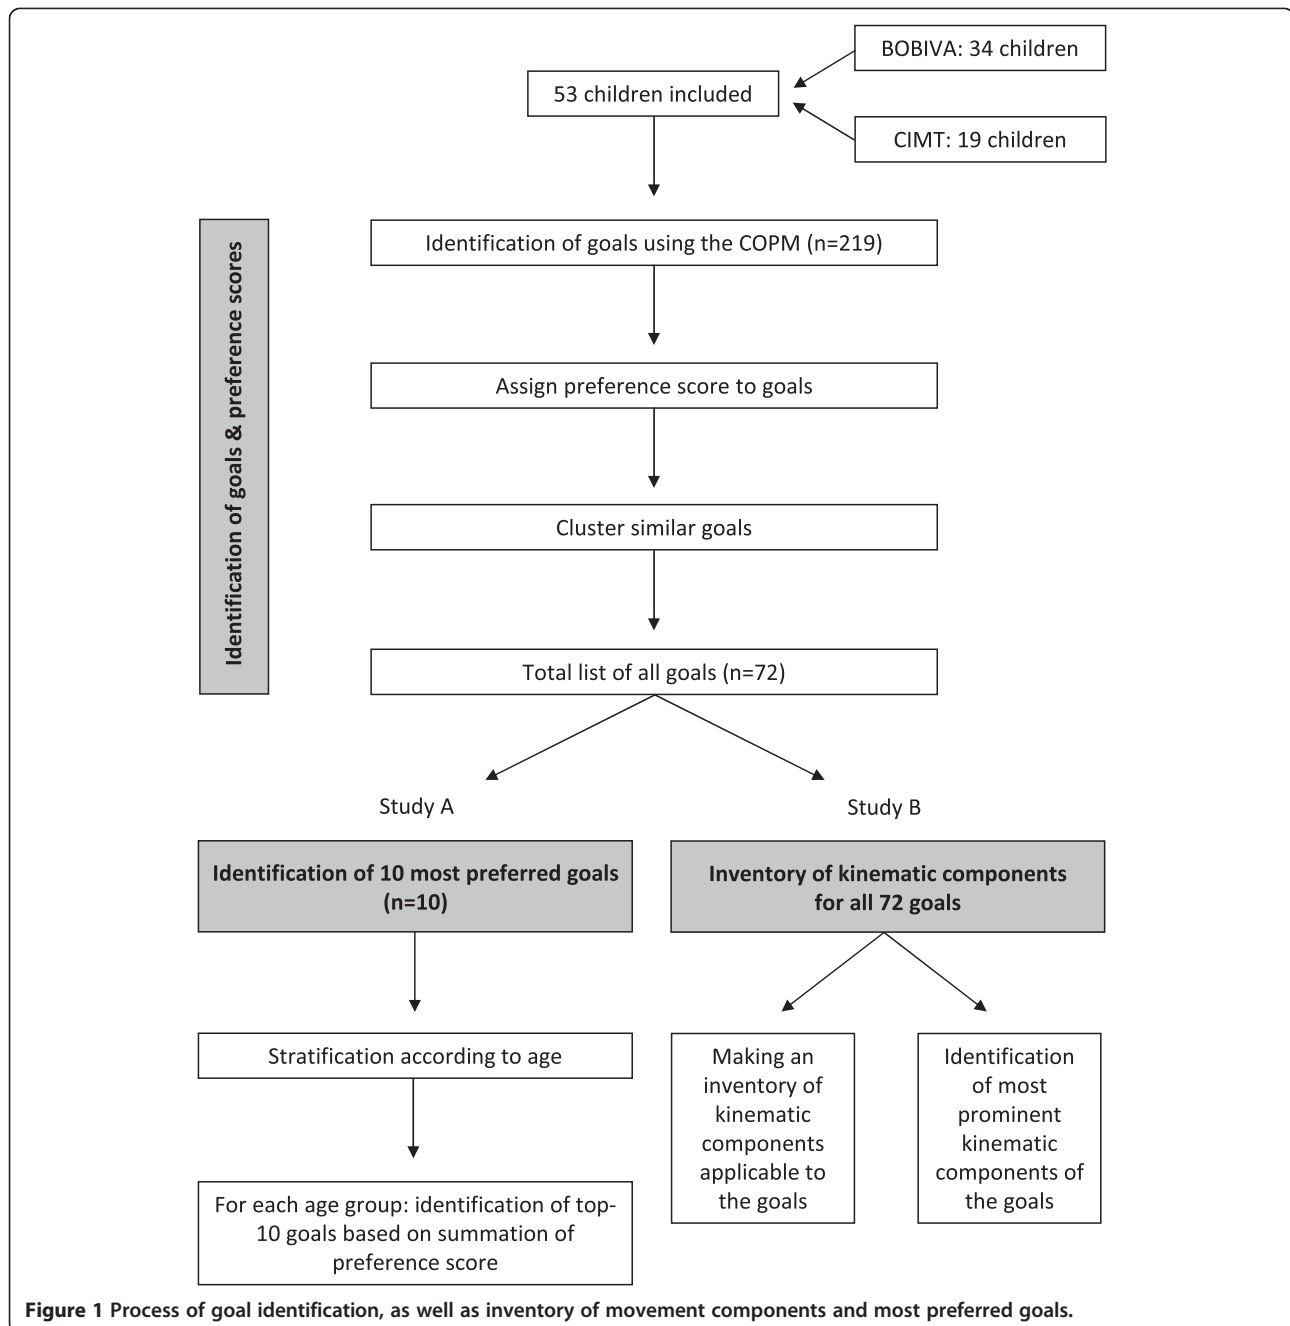 BOBIVA: 34 children
53 children included
CIMT: 19 children
Identification of goals & preference scores
Identification of goals using the COPM (n=219)
Assign preference score to goals
Cluster similar goals
Total list of all goals (n=72)
Study A
Study B
Identification of 10 most preferred goals
(n=10)
Inventory of kinematic components
for all 72 goals
Stratification according to age
For each age group: identification of top-
10 goals based on summation of
preference score
Making an
inventory of
kinematic
components
applicable to
the goals
Identification
of most
prominent
kinematic
components of
the goals
Figure 1 Process of goal identification, as well as inventory of movement components and most preferred goals.